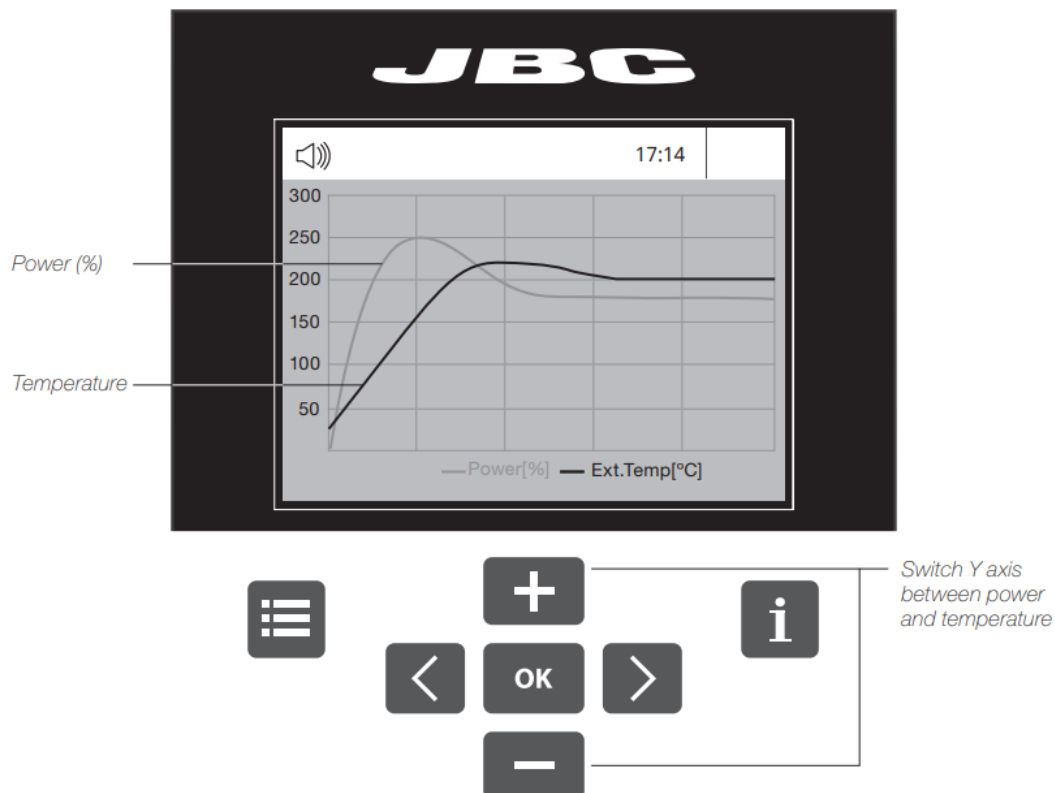 JBC
17:14
300
250
200
150
100
50
Power (%)
Temperature
Power[%] Ext.Temp[ºC]
Switch Y axis
between power
and temperature
i
OK